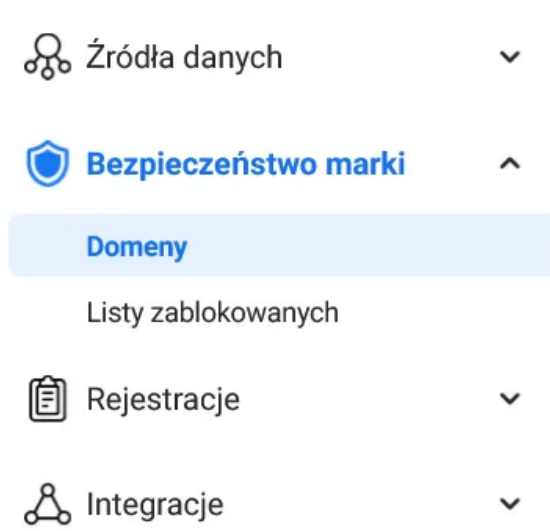 Źródła danych
Bezpieczeństwo marki
Domeny
Listy zablokowanych
Rejestracje
Integracje